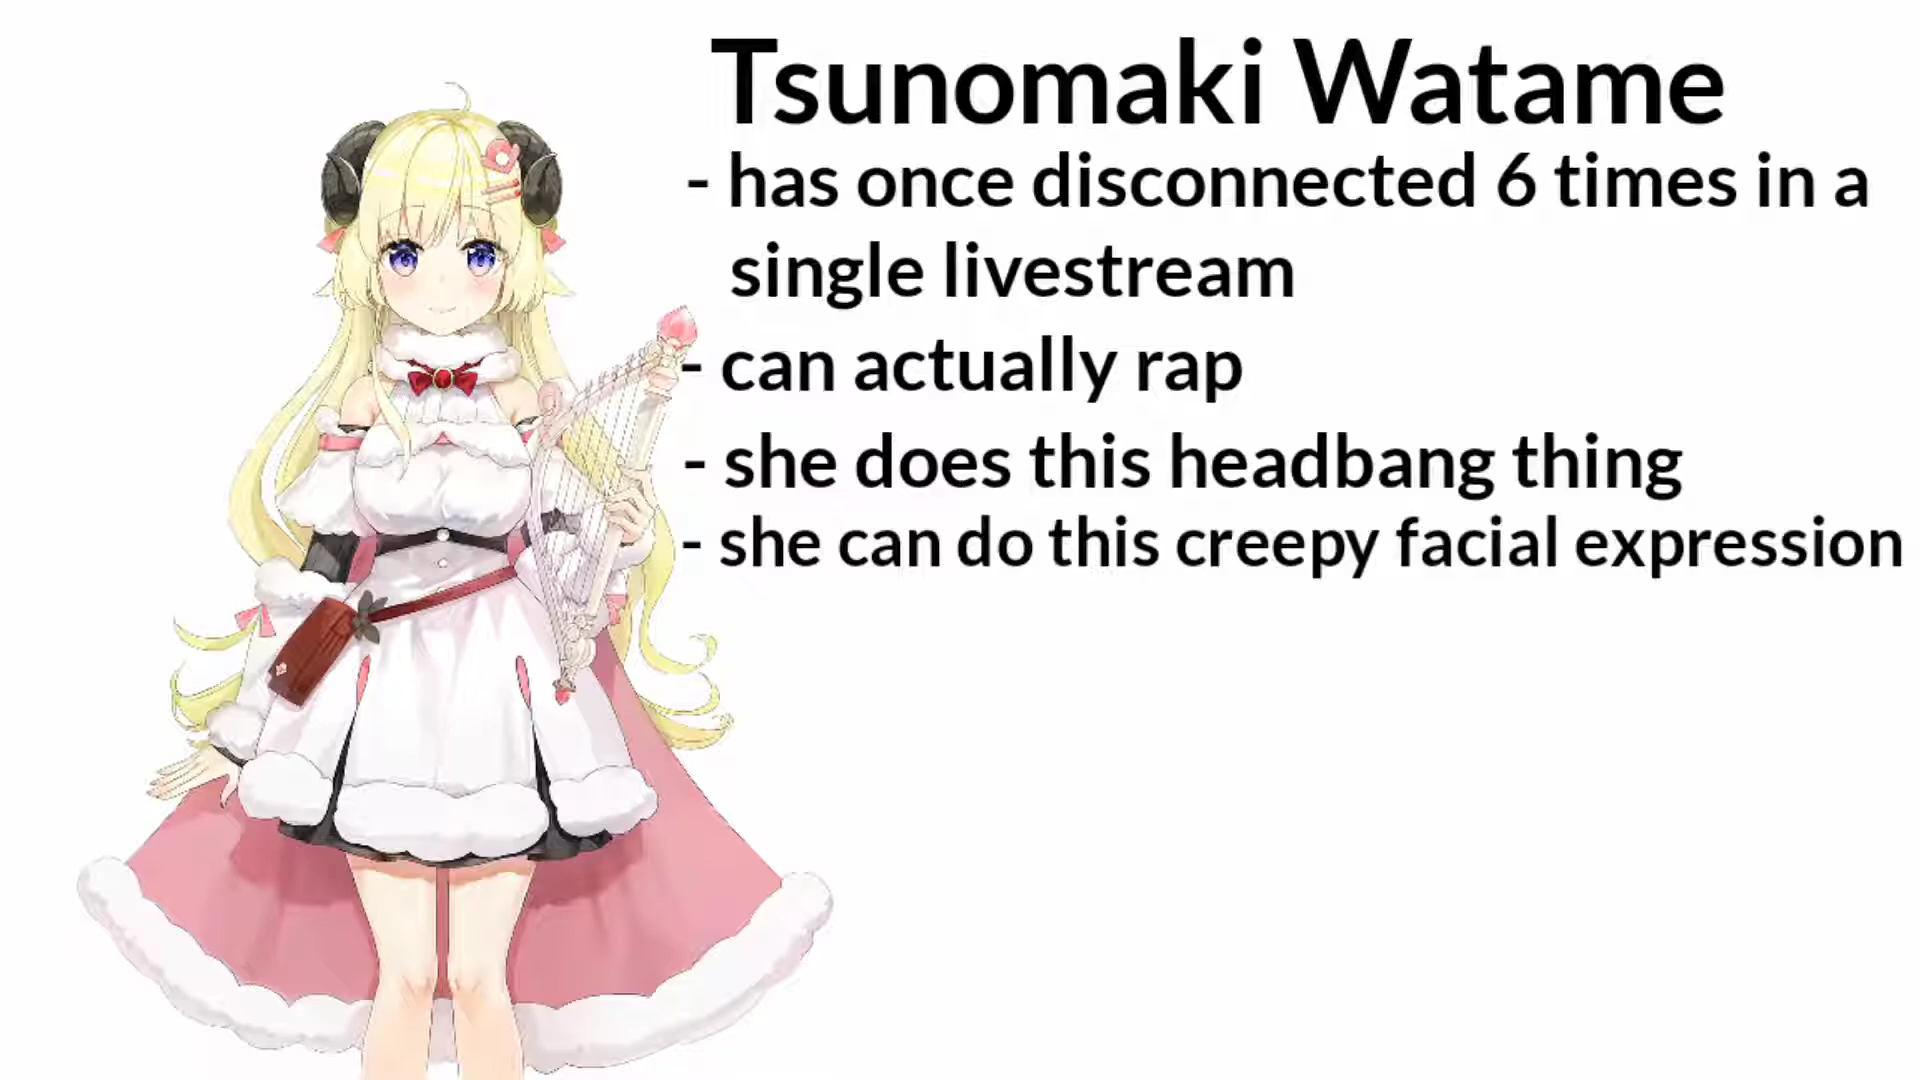 Tsunomaki Watame
- has once disconnected 6 times in a
single livestream
- can actually rap
- she does this headbang thing
- she can do this creepy facial expression